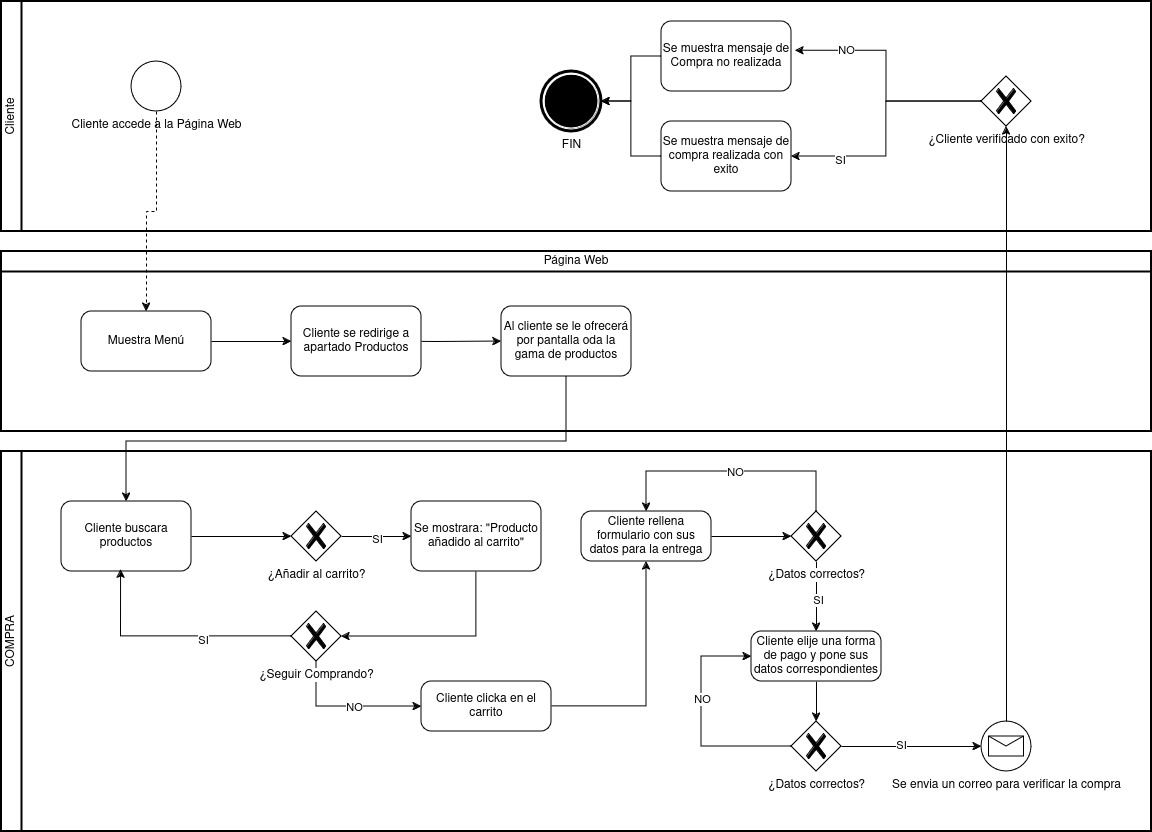 Cliente
Cliente accede a la Página Web
FIN
Se muestra mensaje de
Compra no realizada
NO
Se muestra mensaje de
compra realizada con
exito
SI
¿Cliente verificado con exito?
Página Web
Muestra Menú
Cliente se redirige a
apartado Productos
Al cliente se le ofrecerá
por pantalla oda la
gama de productos
COMPRA
Cliente buscara
productos
¿Añadir al carrito?
SI
Se mostrara: "Producto
añadido al carrito"
SI
¿Seguir Comprando?
NO
Cliente clicka en el
carrito
NO
Cliente rellena
formulario con sus
datos para la entrega
¿Datos correctos?
SI
Cliente elije una forma
de pago y pone sus
datos correspondientes
NO
¿Datos correctos?
SI
Se envia un correo para verificar la compra